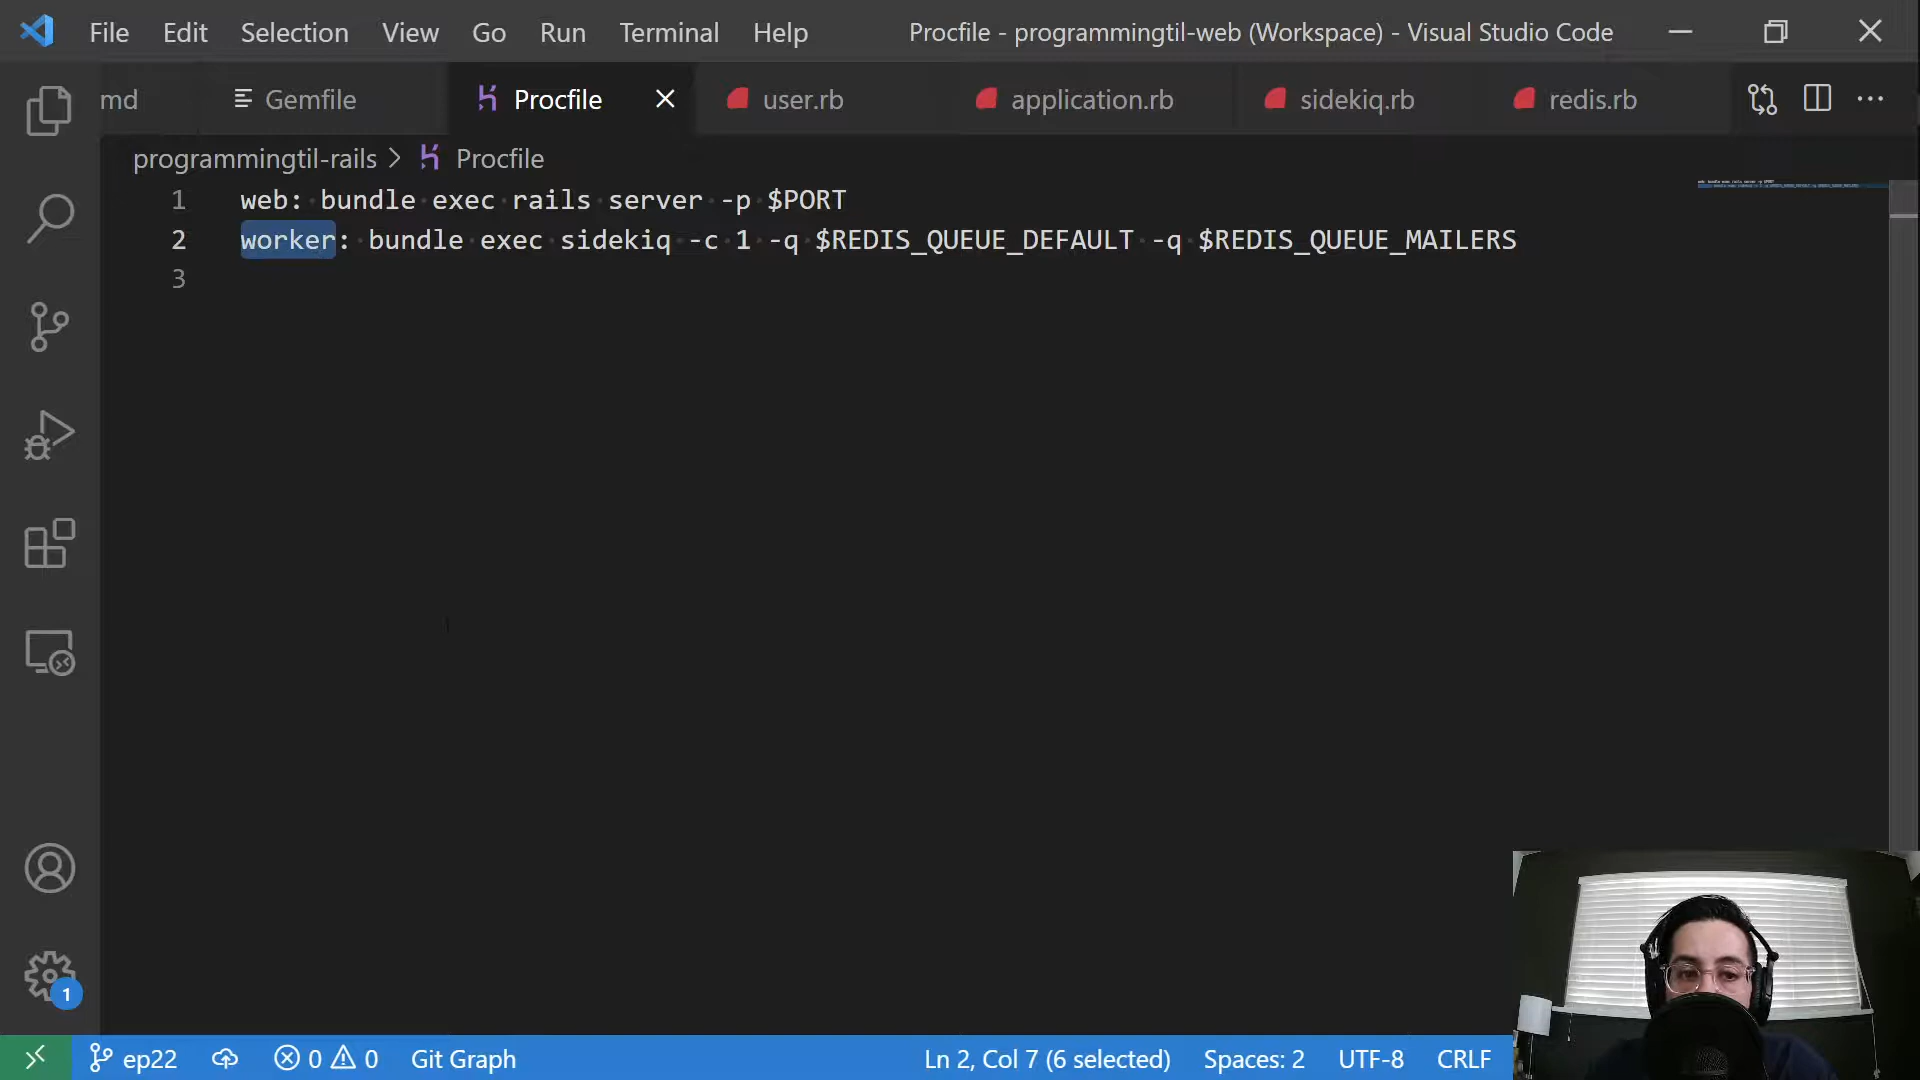 File Edit Selection View Go Run Terminal Help Procfile - programmingtil-web (Workspace) - Visual Studio Code
md Gemfile Procfile user.rb application.rb sidekiq.rb redis.rb
programmingtil-rails > Procfile
1 web: bundle exec rails server -p $PORT
2 worker: bundle exec sidekiq -c 1 -q $REDIS_QUEUE_DEFAULT -q $REDIS_QUEUE_MAILERS
3
1
ep22 0 0 Git Graph Ln 2, Col 7 (6 selected) Spaces: 2 UTF-8 CRLF